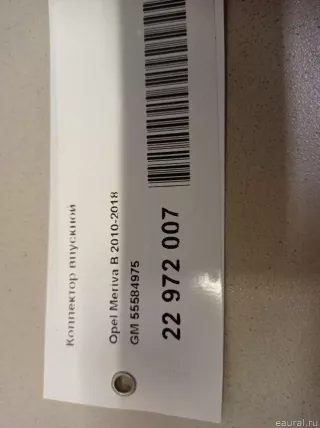 Коллектор впускной
Opel Meriva B 2010-2018
GM 55584975
22 972 007
eaural.ru